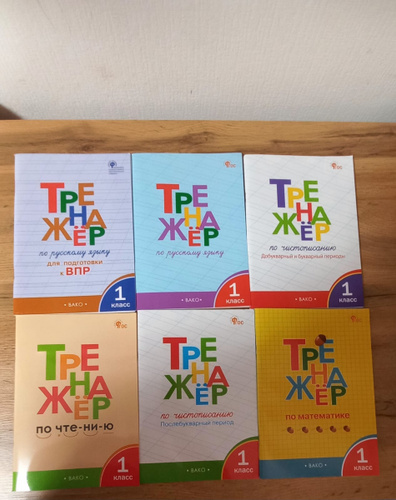 ТРЕ
НА
ЖЁР
по русскому языку
для подготовки
к ВПР
• ВАКО •
1
класс
ТРЕ
НА
ЖЁР
по русскому языку
• ВАКО •
1
класс
ТРЕ
НА
ЖЁР
по чистописанию
Добукварный и букварный периоды
• ВАКО •
1
класс
ТРЕ
НА
ЖЁР
по чте-ни-ю
• ВАКО •
1
класс
ТРЕ
НА
ЖЁР
по чистописанию
Послебукварный период
• ВАКО •
1
класс
ТРЕ
НА
ЖЁР
по математике
• ВАКО •
1
класс